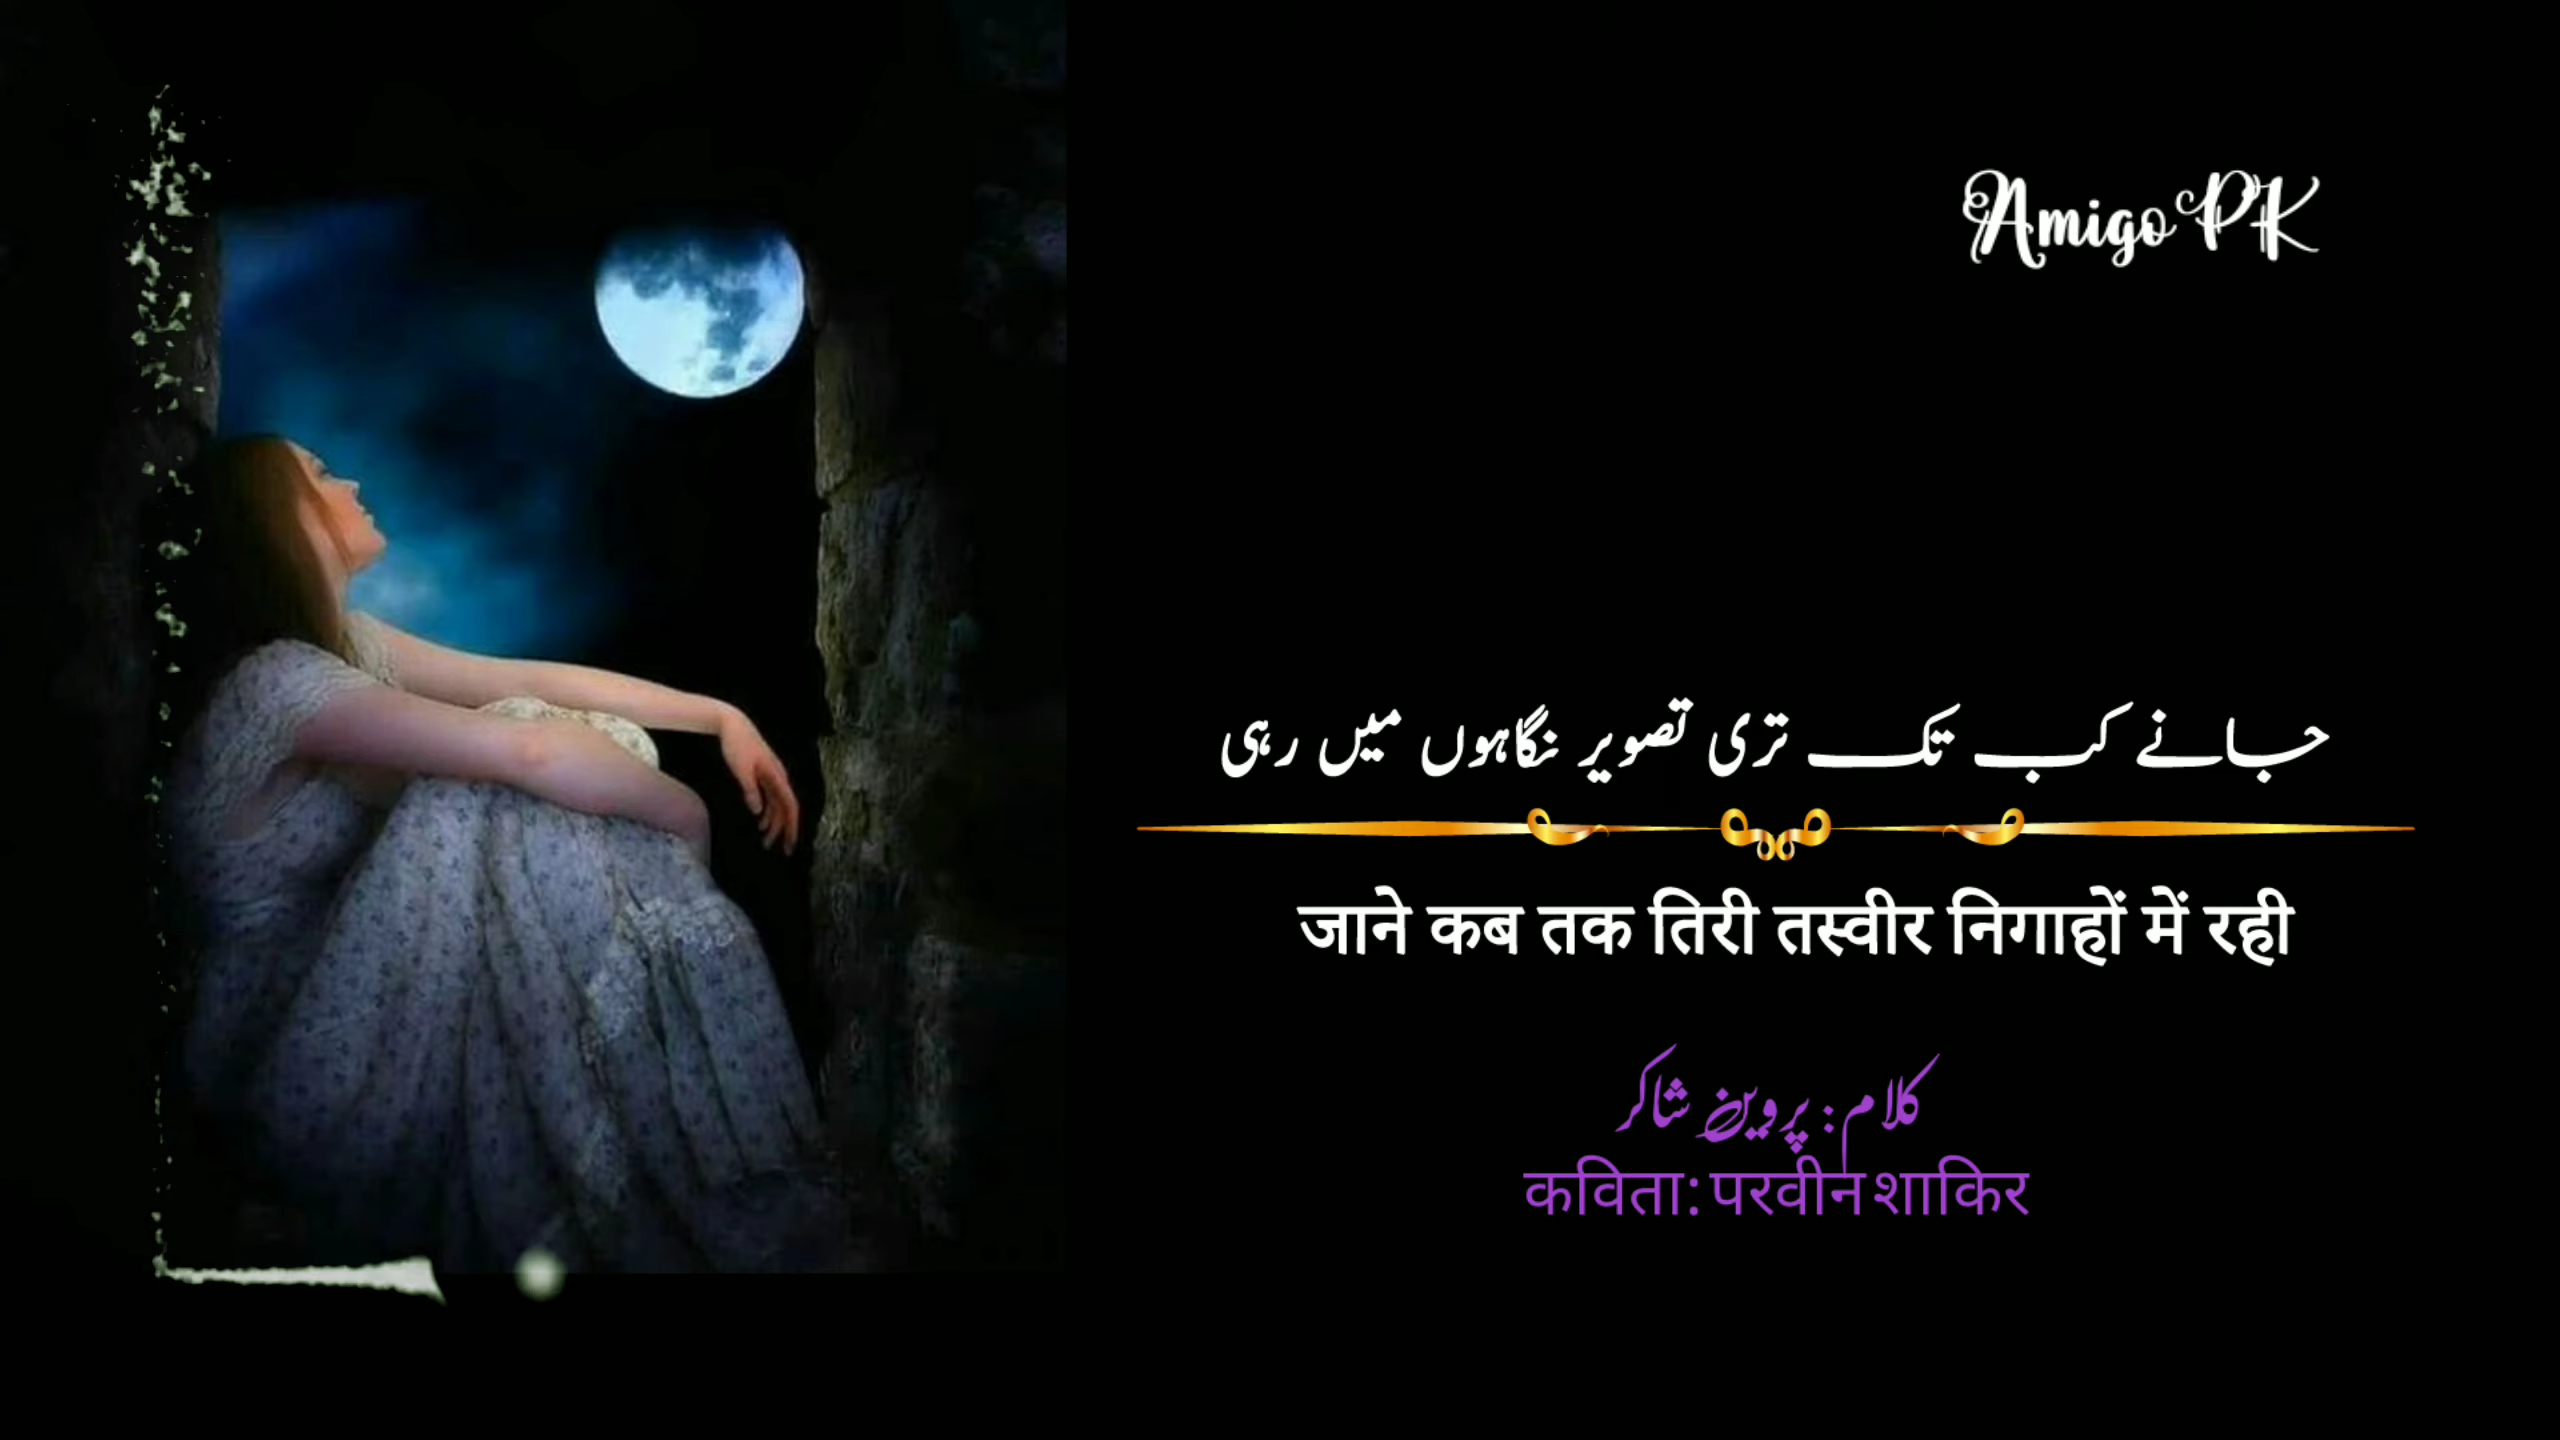 Amigo PK
جانے کب تک تری تصویر نگاہوں میں رہی
जाने कब तक तिरी तस्वीर निगाहों में रही
کلام: پروین شاکر
कविता: परवीन शाकिर